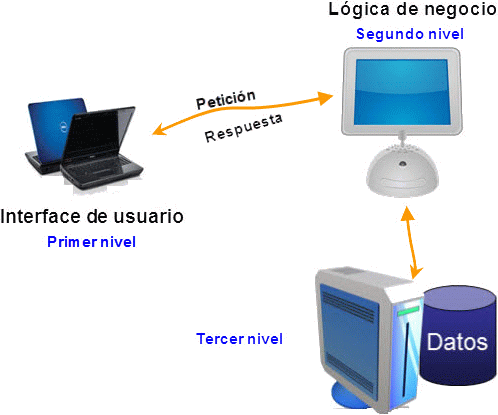 Lógica de negocio
Segundo nivel
Petición
Respuesta
Interface de usuario
Primer nivel
Tercer nivel
Datos